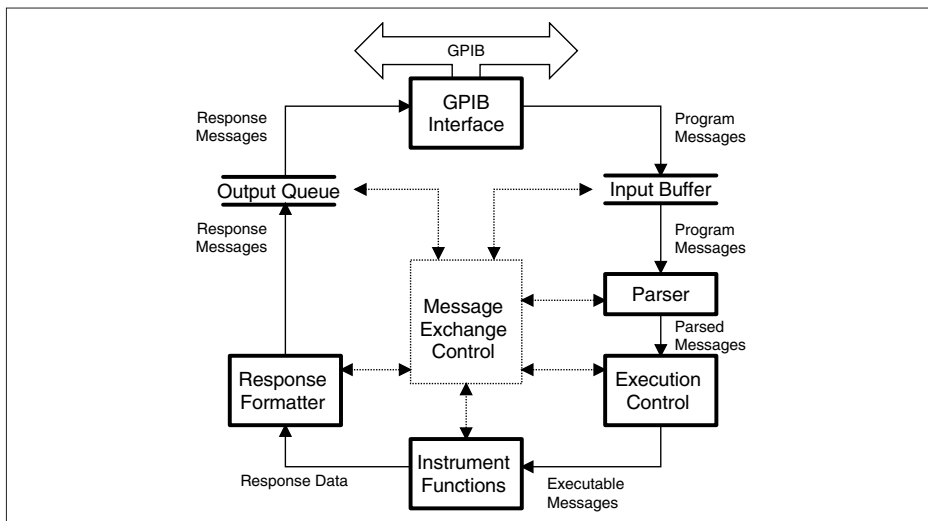 GPIB
GPIB
Interface
Response
Messages
Program
Messages
Output Queue
Input Buffer
Response
Messages
Program
Messages
Message
Exchange
Control
Parser
Parsed
Messages
Response
Formatter
Execution
Control
Response Data
Instrument
Functions
Executable
Messages